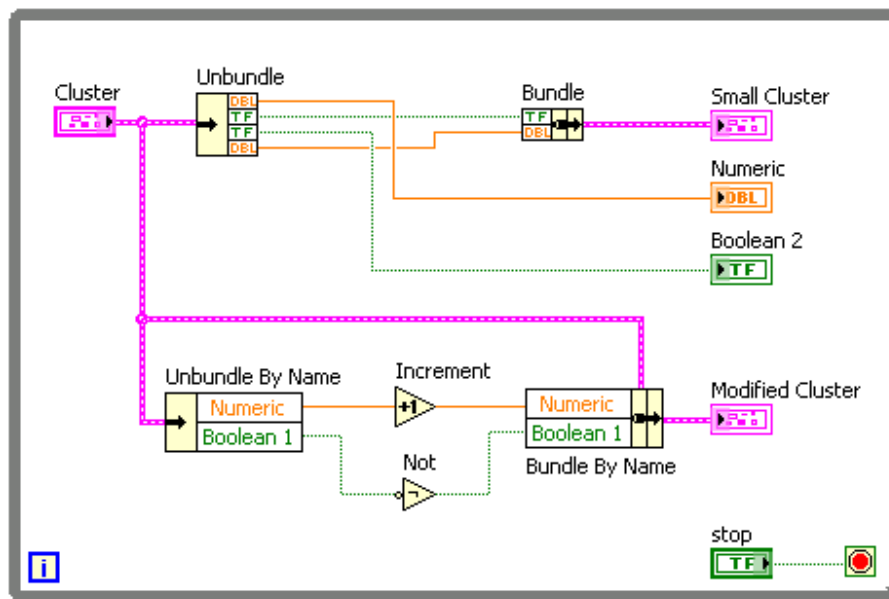 Cluster
Unbundle
DBL
TF
TF
DBL
Bundle
TF
DBL
Small Cluster
Numeric
DBL
Boolean 2
TF
Unbundle By Name
Numeric
Boolean 1
Increment
+1
Not
Numeric
Boolean 1
Bundle By Name
Modified Cluster
stop
TF
i